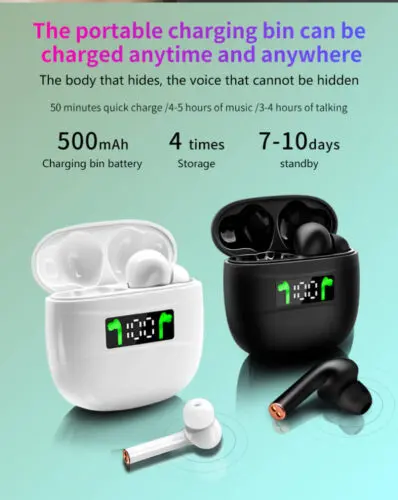 The portable charging bin can be
charged anytime and anywhere
The body that hides, the voice that cannot be hidden
50 minutes quick charge /4-5 hours of music /3-4 hours of talking
500mAh 4 times 7-10days
Charging bin battery Storage standby
100
100